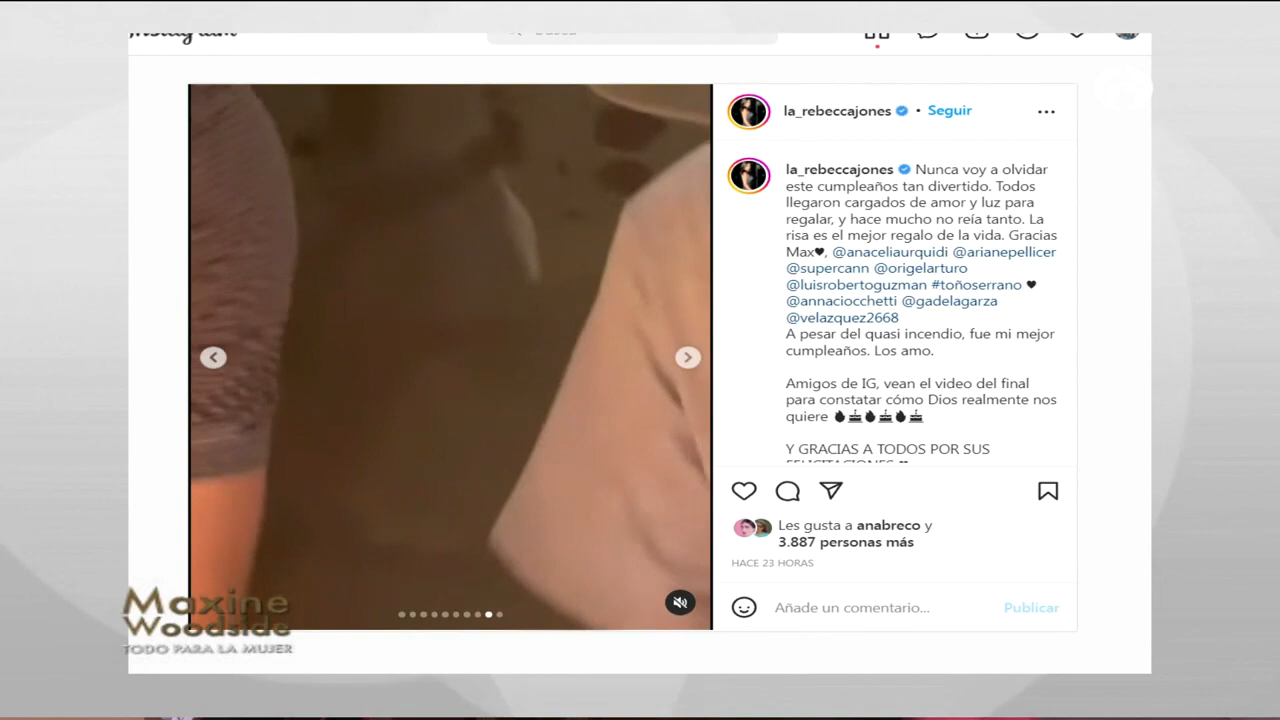 Instagram
Busca
la_rebeccajones • Seguir
la_rebeccajones Nunca voy a olvidar
este cumpleaños tan divertido. Todos
llegaron cargados de amor y luz para
regalar, y hace mucho no reía tanto. La
risa es el mejor regalo de la vida. Gracias
Max♥, @anaceliaurquidi @arianepellicer
@supercann @origelarturo
@luisrobertoguzman #toñoserrano ♥
@annaciocchetti @gadelagarza
@velazquez2668
A pesar del quasi incendio, fue mi mejor
cumpleaños. Los amo.
Amigos de IG, vean el video del final
para constatar cómo Dios realmente nos
quiere 🔥🎂🔥🎂🔥🎂
Y GRACIAS A TODOS POR SUS
FELICITACIONES ♥
Les gusta a anabreco y
3.887 personas más
HACE 23 HORAS
Añade un comentario... Publicar
Maxine
Woodside
TODO PARA LA MUJER